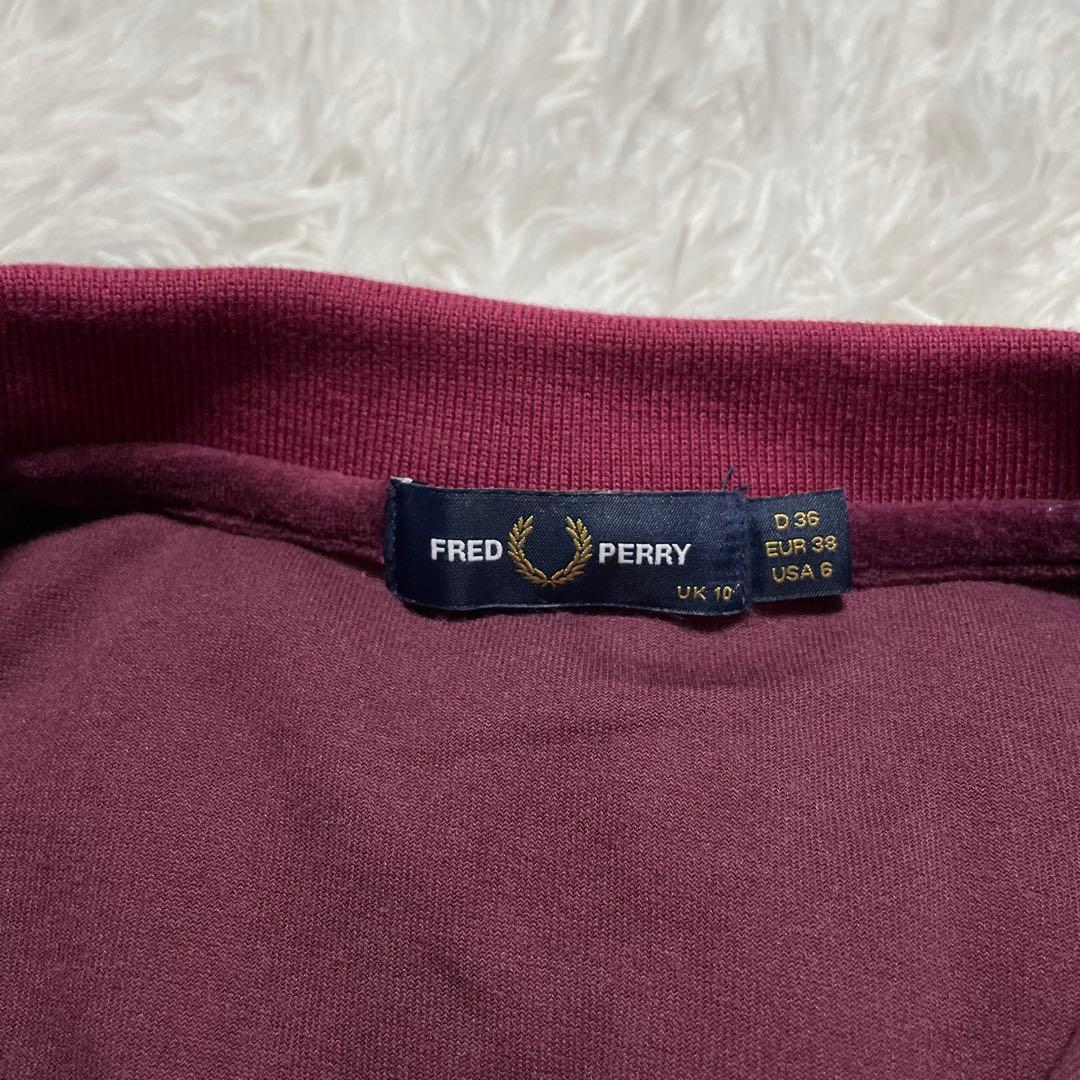 FRED PERRY
UK 10
D 36
EUR 38
USA 6